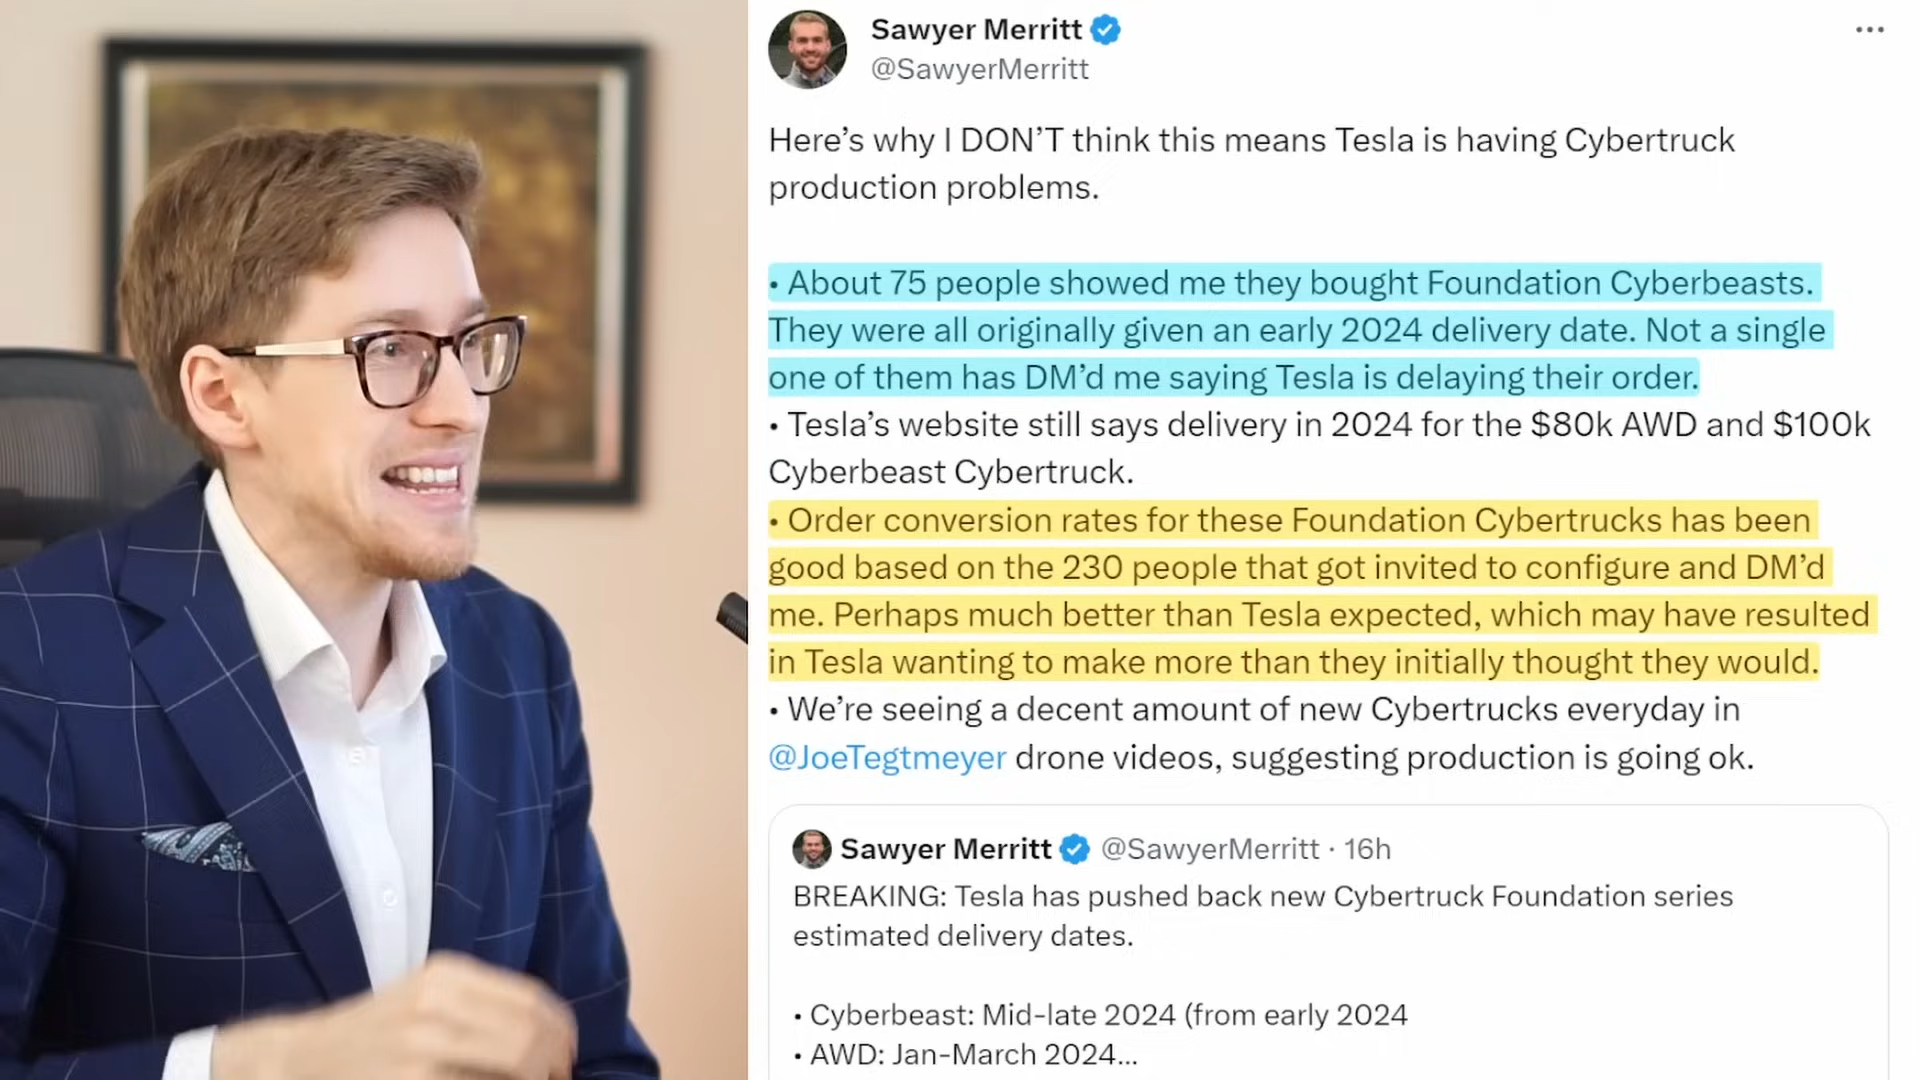 Sawyer Merritt
@SawyerMerritt
Here’s why I DON’T think this means Tesla is having Cybertruck
production problems.
• About 75 people showed me they bought Foundation Cyberbeasts.
They were all originally given an early 2024 delivery date. Not a single
one of them has DM’d me saying Tesla is delaying their order.
• Tesla’s website still says delivery in 2024 for the $80k AWD and $100k
Cyberbeast Cybertruck.
• Order conversion rates for these Foundation Cybertrucks has been
good based on the 230 people that got invited to configure and DM’d
me. Perhaps much better than Tesla expected, which may have resulted
in Tesla wanting to make more than they initially thought they would.
• We’re seeing a decent amount of new Cybertrucks everyday in
@JoeTegtmeyer drone videos, suggesting production is going ok.
Sawyer Merritt @SawyerMerritt · 16h
BREAKING: Tesla has pushed back new Cybertruck Foundation series
estimated delivery dates.
• Cyberbeast: Mid-late 2024 (from early 2024
• AWD: Jan-March 2024...